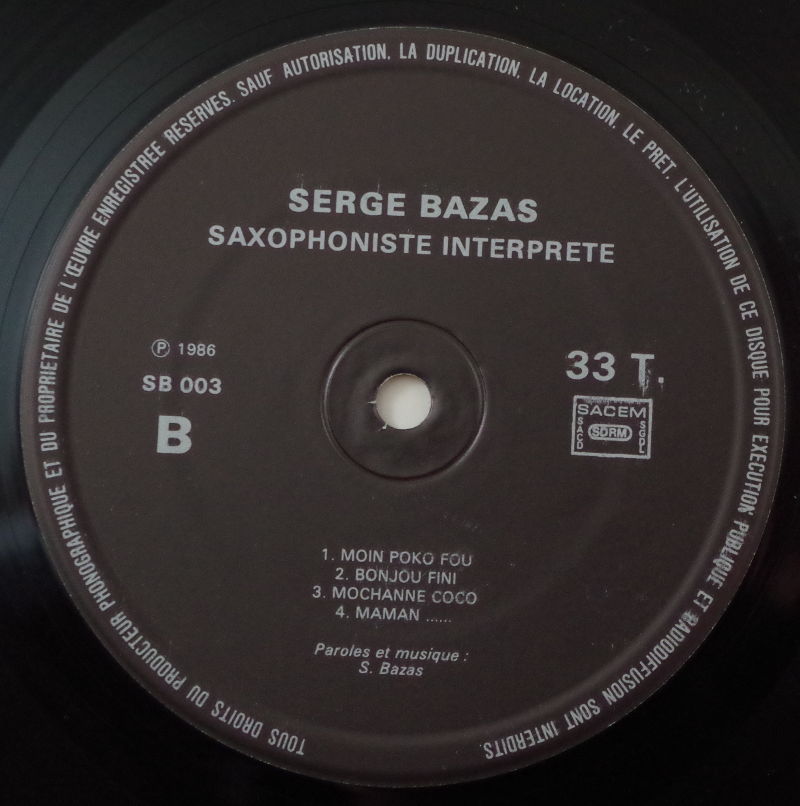 TOUS DROITS DU PRODUCTEUR PHONOGRAPHIQUE ET DU PROPRIETAIRE DE L'ŒUVRE ENREGISTREE RESERVES. SAUF AUTORISATION, LA DUPLICATION, LA LOCATION, LE PRET, L'UTILISATION DE CE DISQUE POUR EXECUTION PUBLIQUE ET RADIODIFFUSION SONT INTERDITS.
SERGE BAZAS
SAXOPHONISTE INTERPRETE
℗ 1986
SB 003
B
33 T.
SACEM
SACD
SDRM
SGDL
1. MOIN POKO FOU
2. BONJOU FINI
3. MOCHANNE COCO
4. MAMAN ......
Paroles et musique :
S. Bazas